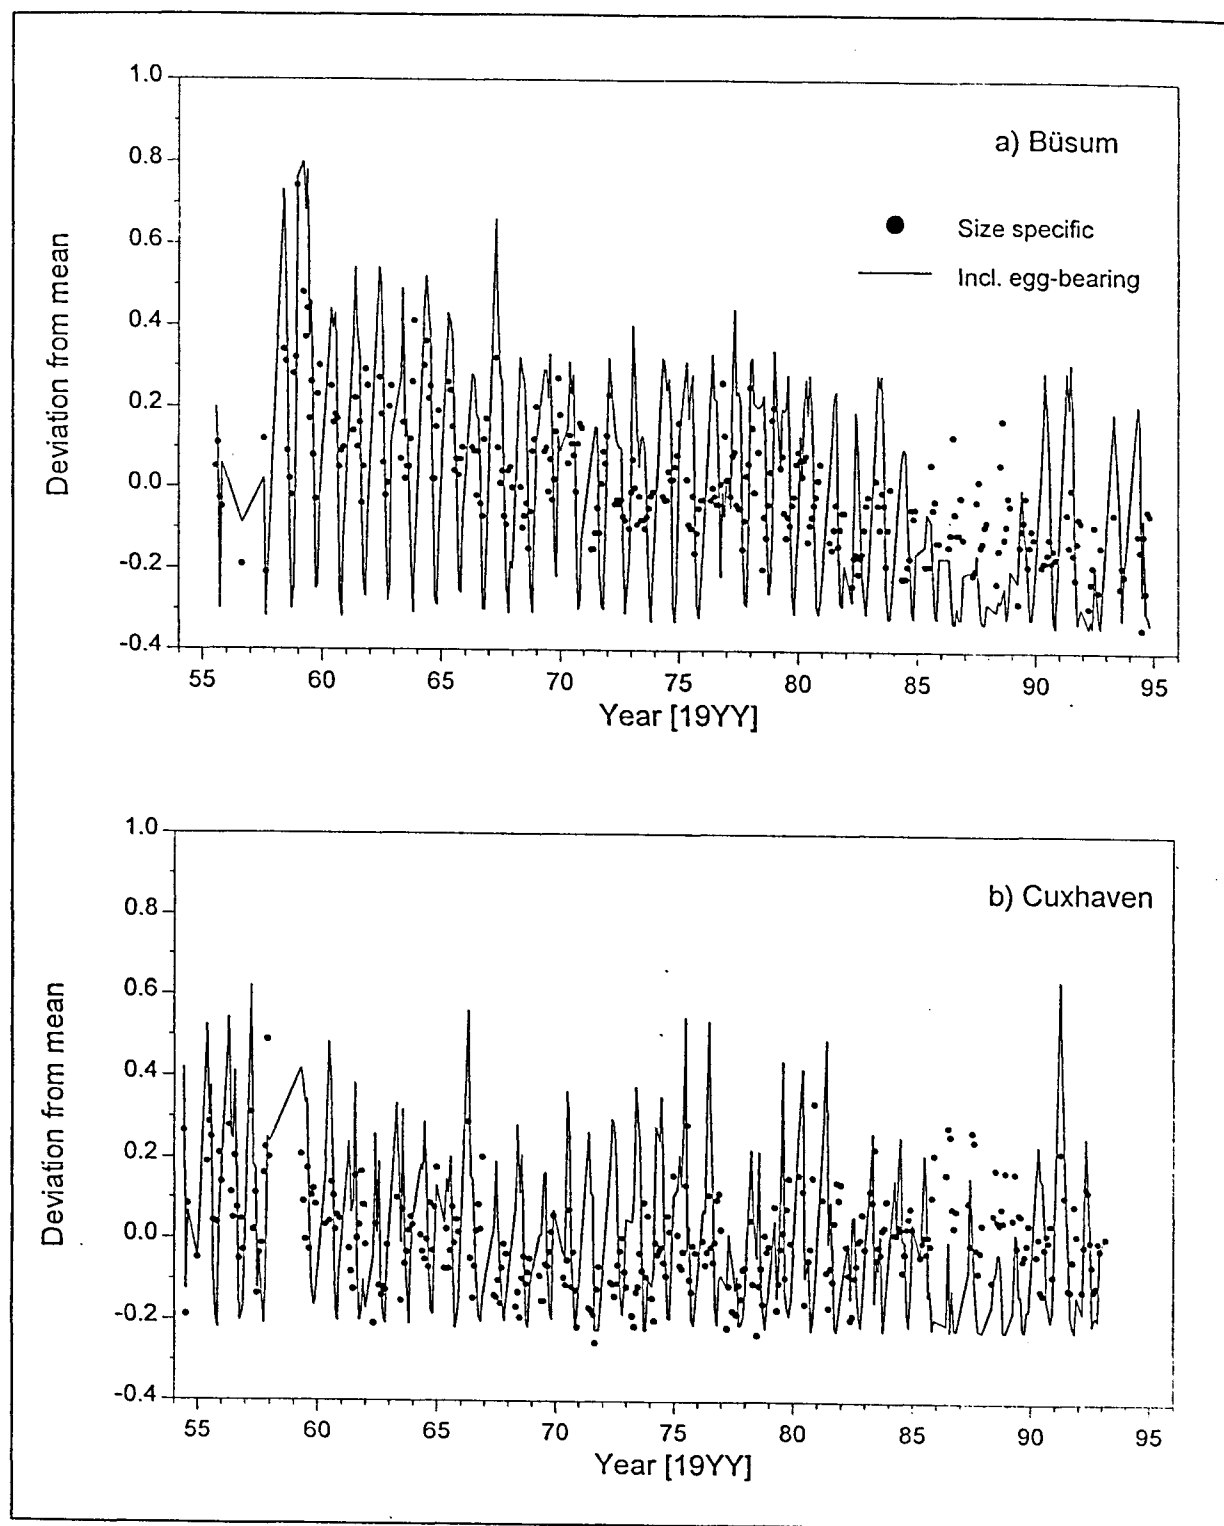 1.0
a) Büsum
0.8
Size specific
0.6
Incl. egg-bearing
0.4
0.2
0.0
-0.2
-0.4
Deviation from mean
55 60 65 70 75 80 85 90 95
Year [19YY]
1.0
b) Cuxhaven
0.8
0.6
0.4
0.2
0.0
-0.2
-0.4
Deviation from mean
55 60 65 70 75 80 85 90 95
Year [19YY]